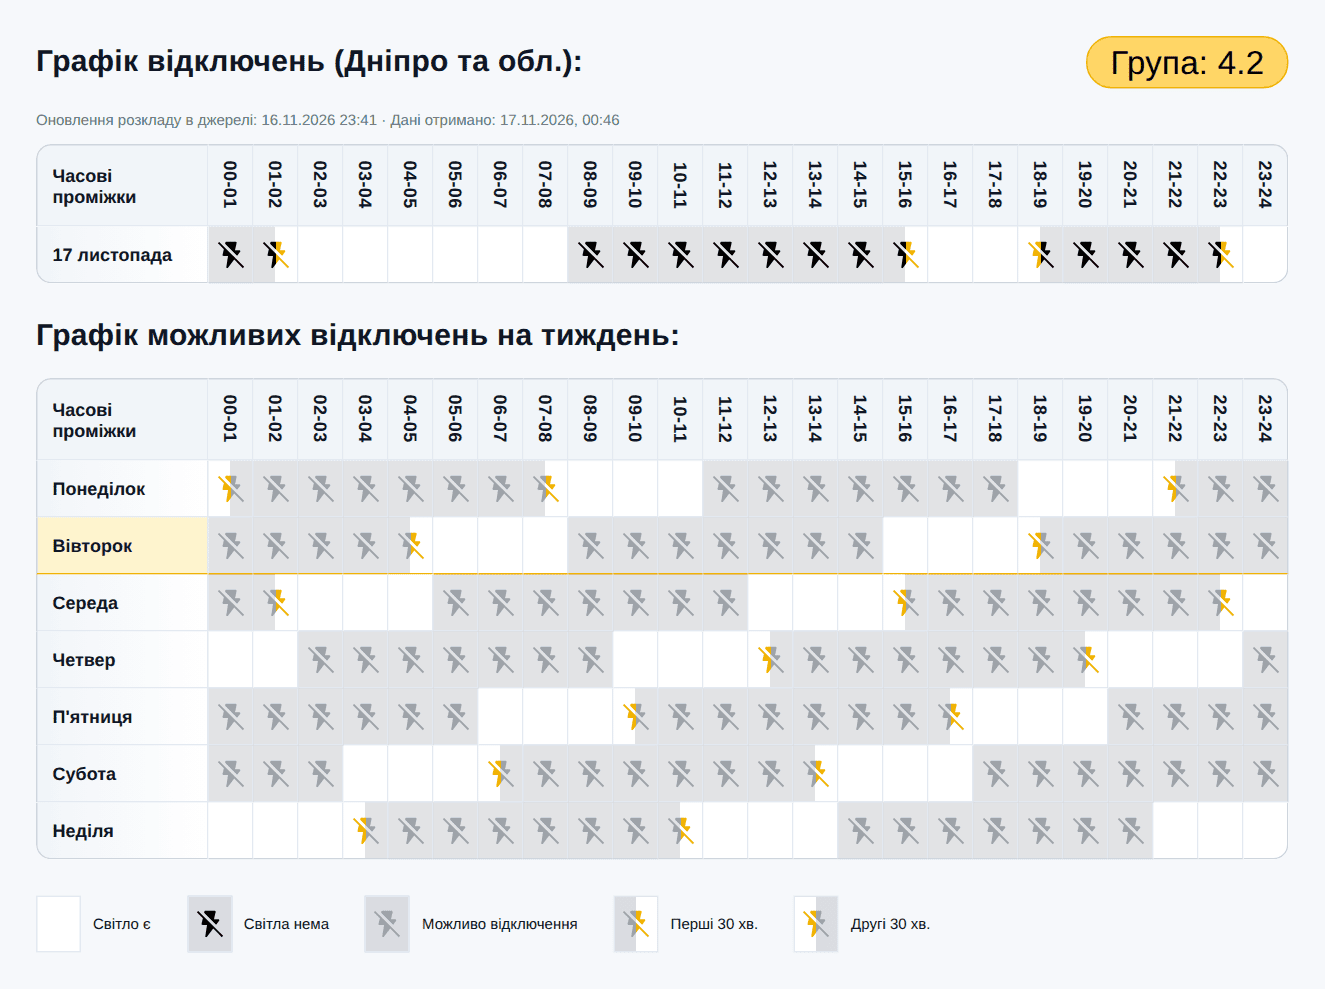 Графік відключень (Дніпро та обл.):
Група: 4.2
Оновлення розкладу в джерелі: 16.11.2026 23:41 · Дані отримано: 17.11.2026, 00:46
Часові проміжки 00-01 01-02 02-03 03-04 04-05 05-06 06-07 07-08 08-09 09-10 10-11 11-12 12-13 13-14 14-15 15-16 16-17 17-18 18-19 19-20 20-21 21-22 22-23 23-24
17 листопада
Графік можливих відключень на тиждень:
Часові проміжки 00-01 01-02 02-03 03-04 04-05 05-06 06-07 07-08 08-09 09-10 10-11 11-12 12-13 13-14 14-15 15-16 16-17 17-18 18-19 19-20 20-21 21-22 22-23 23-24
Понеділок
Вівторок
Середа
Четвер
П'ятниця
Субота
Неділя
Світло є Світла нема Можливо відключення Перші 30 хв. Другі 30 хв.